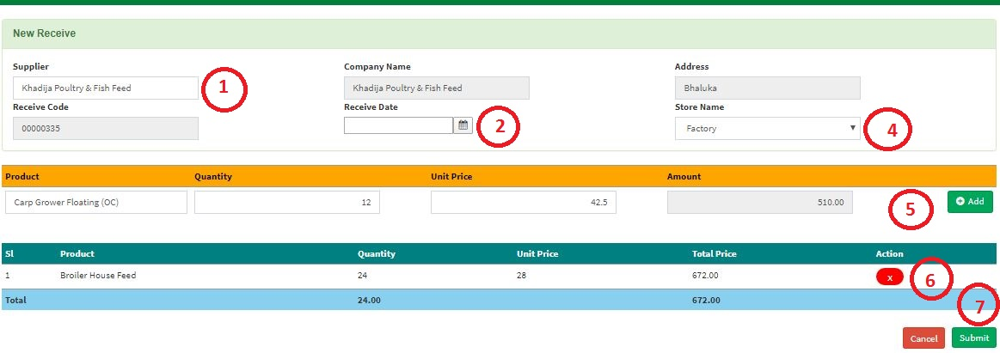 New Receive
Supplier Company Name Address
Khadija Poultry & Fish Feed 1 Khadija Poultry & Fish Feed Bhaluka
Receive Code Receive Date Store Name
00000335 2 Factory 4
Product Quantity Unit Price Amount
Carp Grower Floating (OC) 12 42.5 510.00 5 Add
Sl Product Quantity Unit Price Total Price Action
1 Broiler House Feed 24 28 672.00 x 6
Total 24.00 672.00 7
Cancel Submit